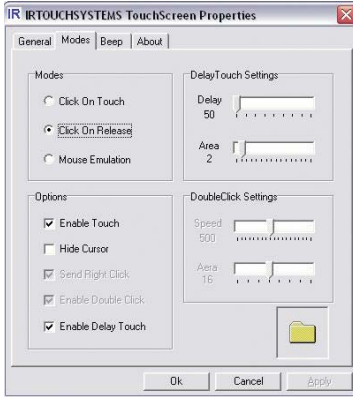 IR IRTOUCHSYSTEMS TouchScreen Properties
General Modes Beep About
Modes
Click On Touch
Click On Release
Mouse Emulation
DelayTouch Settings
Delay
50
Area
2
Options
Enable Touch
Hide Cursor
Send Right Click
Enable Double Click
Enable Delay Touch
DoubleClick Settings
Speed
500
Aera
16
Ok Cancel Apply